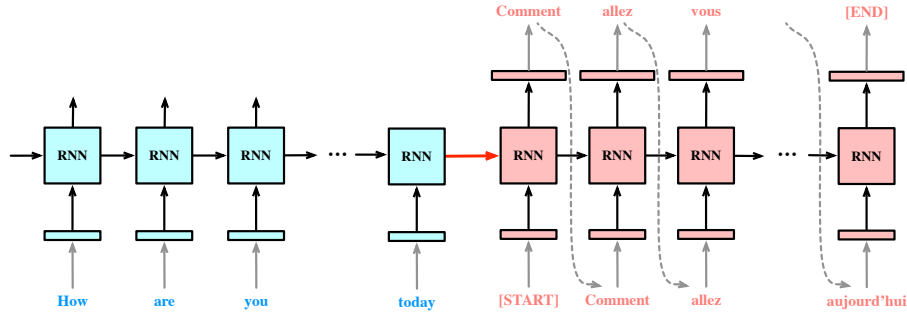 Comment allez vous [END]
RNN RNN RNN ... RNN RNN RNN RNN ... RNN
How are you today [START] Comment allez aujourd'hui